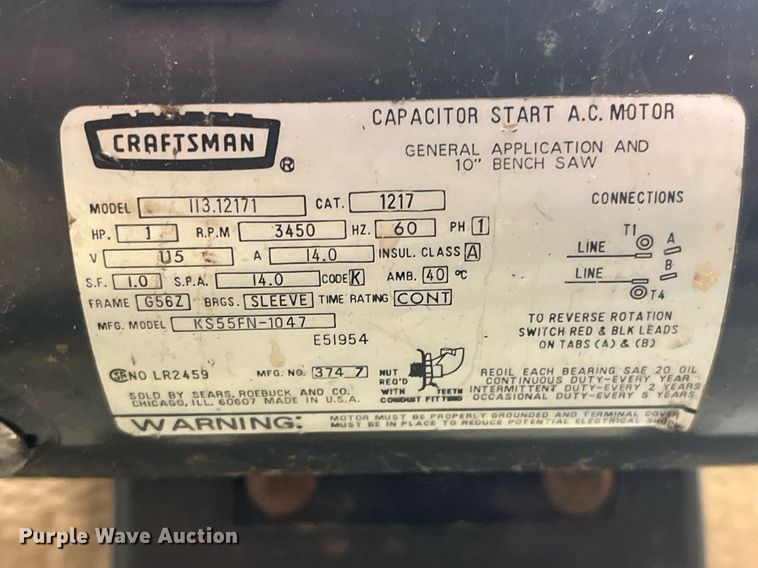 CRAFTSMAN ®
CAPACITOR START A.C. MOTOR
GENERAL APPLICATION AND
10" BENCH SAW
MODEL 113.12171 CAT. 1217
HP. 1 R.P.M 3450 HZ. 60 PH 1
V 115 A 14.0 INSUL. CLASS A
S.F. 1.0 S.P.A. 14.0 CODE K AMB. 40 °C
FRAME G56Z BRGS. SLEEVE TIME RATING CONT
MFG. MODEL KS55FN-1047
E51954
CONNECTIONS
T1
LINE A
LINE B
T4
TO REVERSE ROTATION
SWITCH RED & BLK LEADS
ON TABS (A) & (B)
NO LR2459 MFG. NO. 374 7
SOLD BY SEARS, ROEBUCK AND CO.
CHICAGO, ILL. 60607 MADE IN U.S.A.
NUT
REQ'D
WITH TEETH
CONDUIT FITTING
REOIL EACH BEARING SAE 20 OIL
CONTINUOUS DUTY-EVERY YEAR
INTERMITTENT DUTY-EVERY 2 YEARS
OCCASIONAL DUTY-EVERY 5 YEARS
WARNING: MOTOR MUST BE PROPERLY GROUNDED AND TERMINAL COVER
MUST BE IN PLACE TO REDUCE POTENTIAL ELECTRICAL SHOCK
Purple Wave Auction